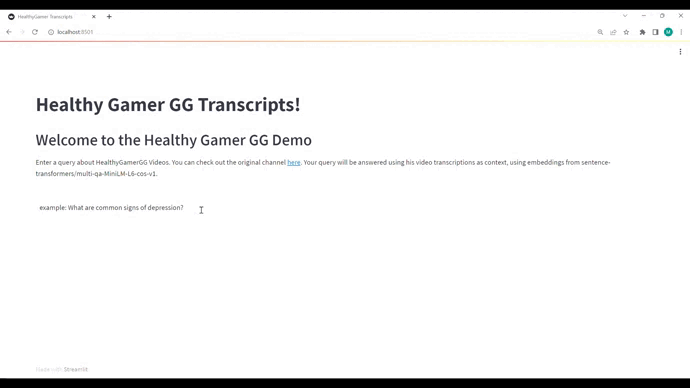 HealthyGamer Transcripts
localhost:8501
M
Healthy Gamer GG Transcripts!
Welcome to the Healthy Gamer GG Demo
Enter a query about HealthyGamerGG Videos. You can check out the original channel here. Your query will be answered using his video transcriptions as context, using embeddings from sentence-
transformers/multi-qa-MiniLM-L6-cos-v1.
example: What are common signs of depression?
Made with Streamlit